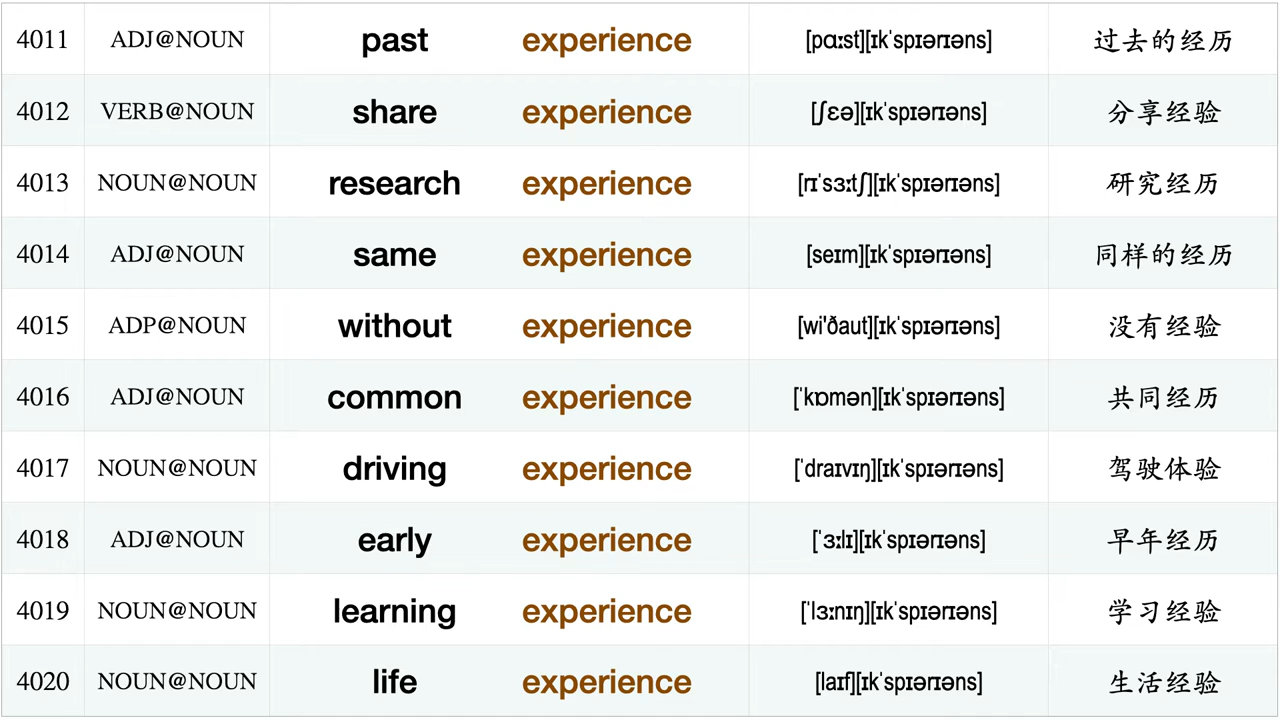 4011 ADJ@NOUN past experience [pɑːst][ɪkˈspɪərɪəns] 过去的经历
4012 VERB@NOUN share experience [ʃɛə][ɪkˈspɪərɪəns] 分享经验
4013 NOUN@NOUN research experience [rɪˈsɜːtʃ][ɪkˈspɪərɪəns] 研究经历
4014 ADJ@NOUN same experience [seɪm][ɪkˈspɪərɪəns] 同样的经历
4015 ADP@NOUN without experience [wi'ðaut][ɪkˈspɪərɪəns] 没有经验
4016 ADJ@NOUN common experience [ˈkɒmən][ɪkˈspɪərɪəns] 共同经历
4017 NOUN@NOUN driving experience [ˈdraɪvɪŋ][ɪkˈspɪərɪəns] 驾驶体验
4018 ADJ@NOUN early experience [ˈɜːlɪ][ɪkˈspɪərɪəns] 早年经历
4019 NOUN@NOUN learning experience [ˈlɜːnɪŋ][ɪkˈspɪərɪəns] 学习经验
4020 NOUN@NOUN life experience [laɪf][ɪkˈspɪərɪəns] 生活经验